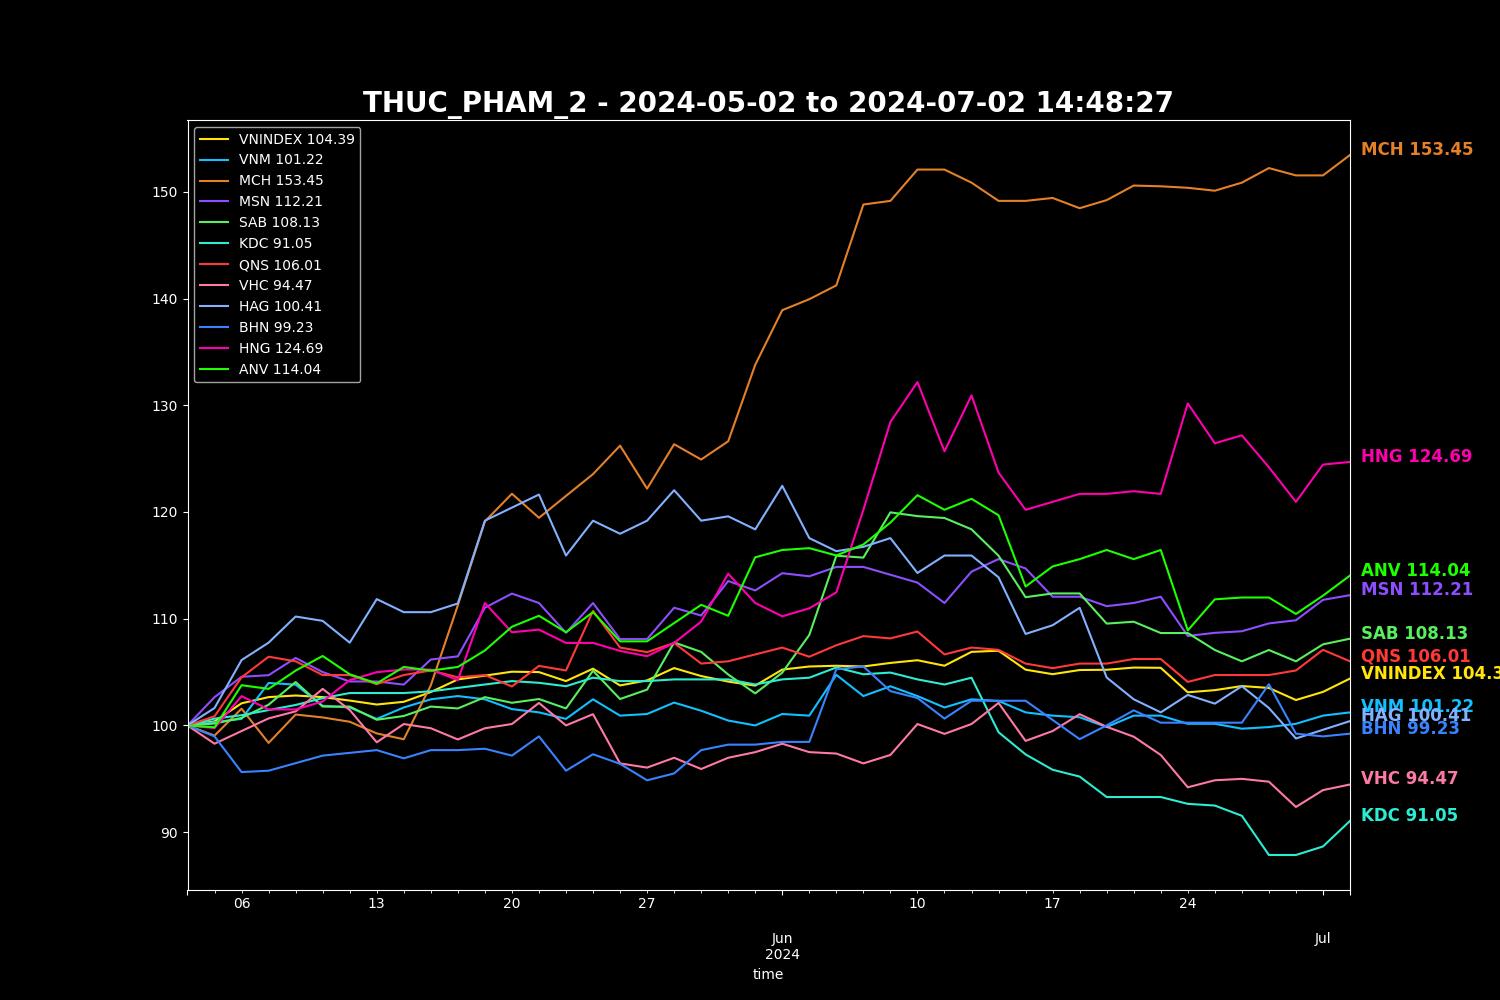 THUC_PHAM_2 - 2024-05-02 to 2024-07-02 14:48:27
VNINDEX 104.39
VNM 101.22
MCH 153.45
MSN 112.21
SAB 108.13
KDC 91.05
QNS 106.01
VHC 94.47
HAG 100.41
BHN 99.23
HNG 124.69
ANV 114.04
150
140
130
120
110
100
90
MCH 153.45
HNG 124.69
ANV 114.04
MSN 112.21
SAB 108.13
QNS 106.01
VNINDEX 104.3
VNM 101.22
HAG 100.41
BHN 99.23
VHC 94.47
KDC 91.05
06 13 20 27 10 17 24
Jun Jul
2024
time